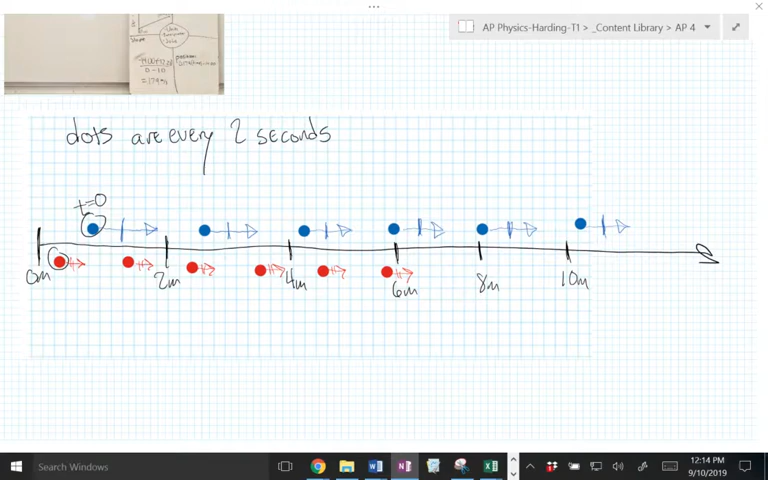 AP Physics-Harding-T1 > _Content Library > AP 4
dots are every 2 seconds
t=0
0m 2m 4m 6m 8m 10m
Search Windows
12:14 PM
9/10/2019